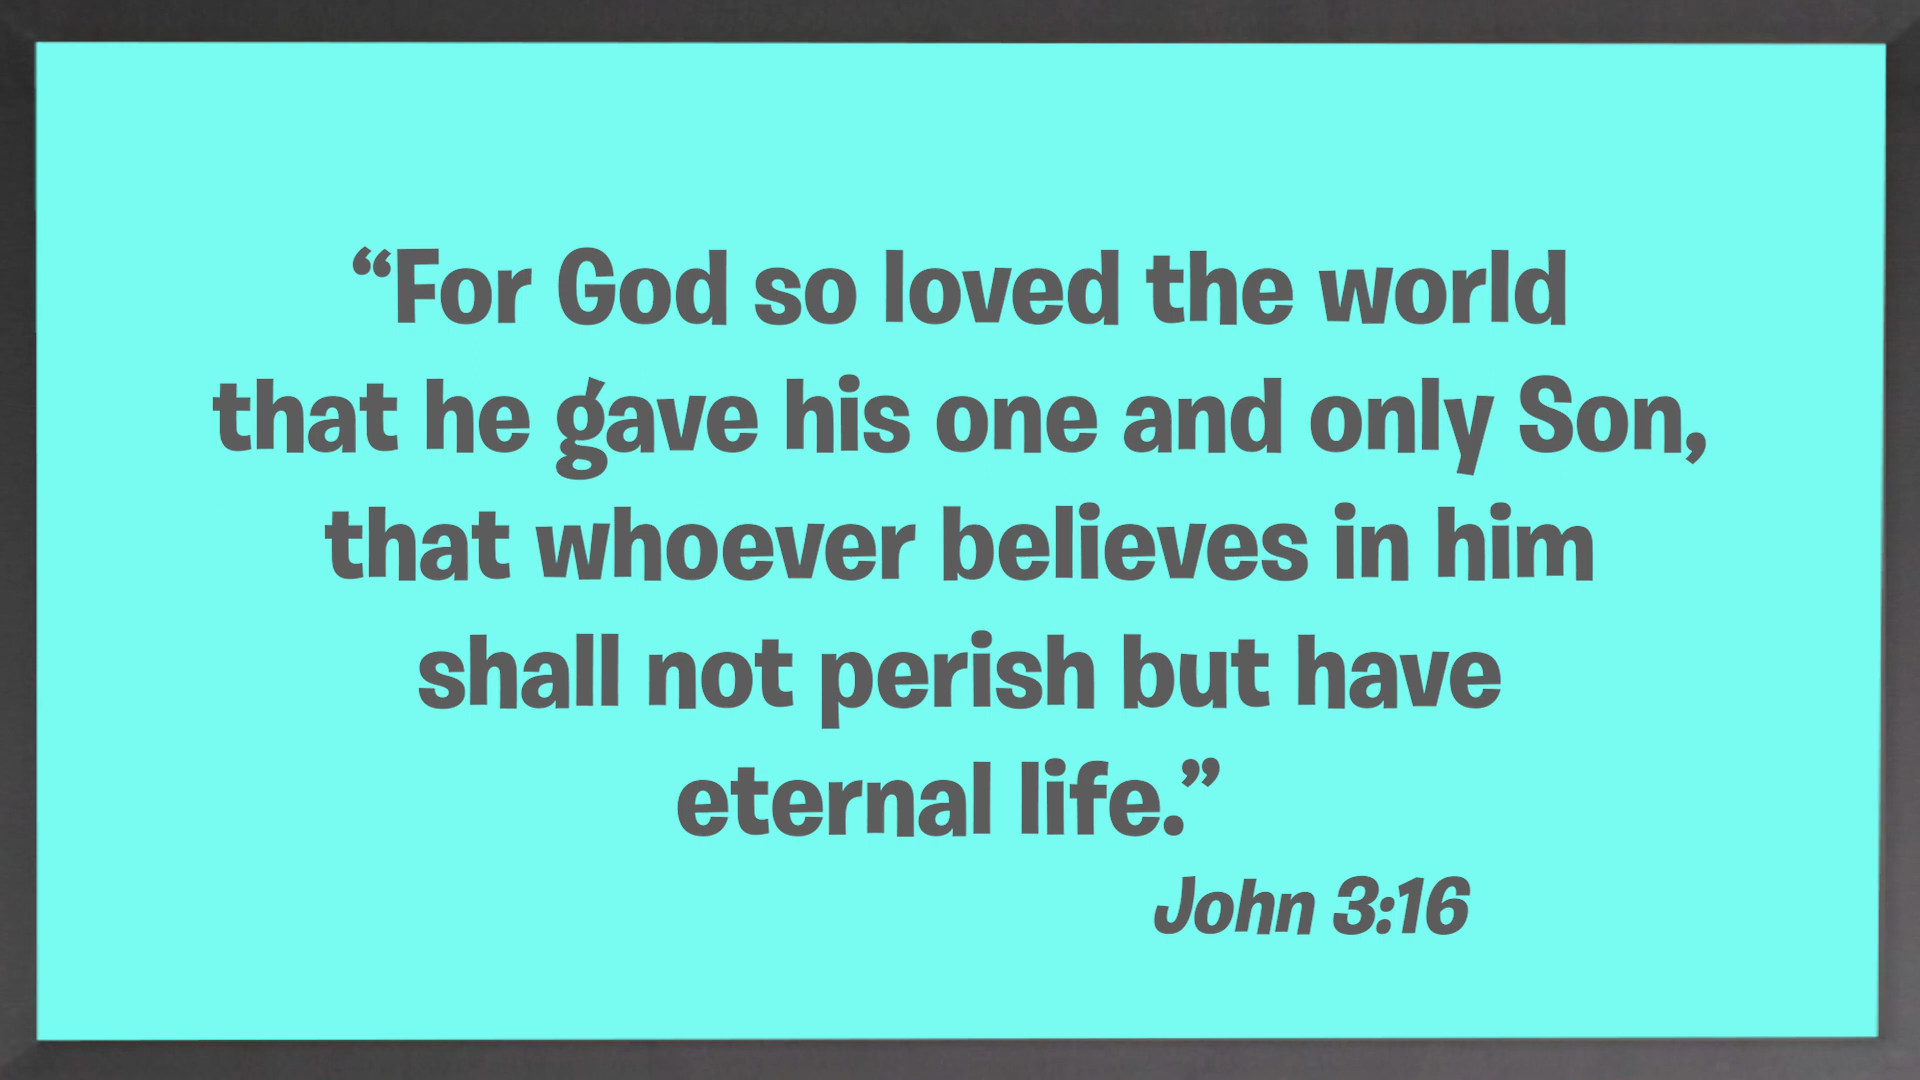 “For God so loved the world
that he gave his one and only Son,
that whoever believes in him
shall not perish but have
eternal life.”
John 3:16